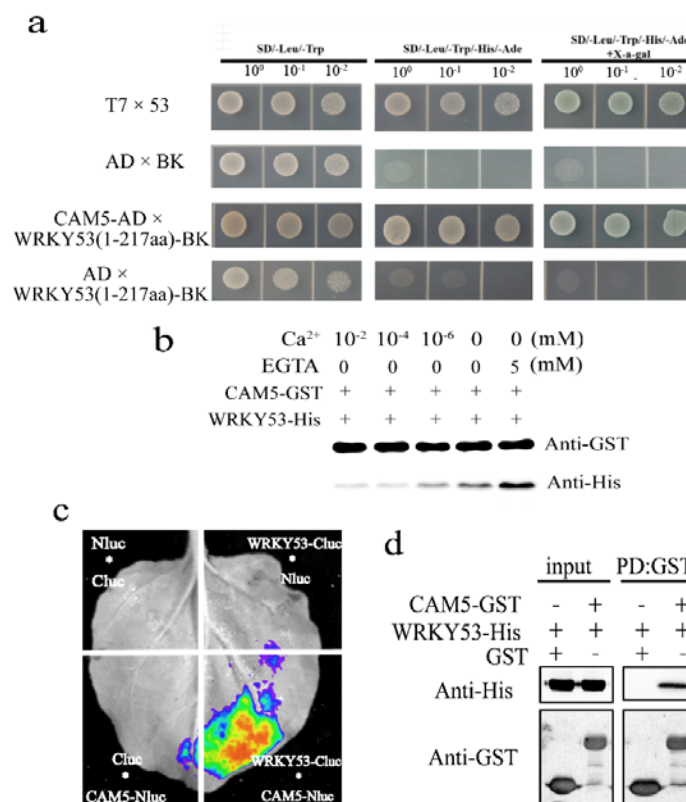 a
SD/-Leu/-Trp
SD/-Leu/-Trp/-His/-Ade
SD/-Leu/-Trp/-His/-Ade
+X-a-gal
10⁰ 10⁻¹ 10⁻² 10⁰ 10⁻¹ 10⁻² 10⁰ 10⁻¹ 10⁻²
T7 × 53
AD × BK
CAM5-AD ×
WRKY53(1-217aa)-BK
AD ×
WRKY53(1-217aa)-BK
b
Ca²⁺ 10⁻² 10⁻⁴ 10⁻⁶ 0 0 (mM)
EGTA 0 0 0 0 5 (mM)
CAM5-GST + + + + +
WRKY53-His + + + + +
Anti-GST
Anti-His
c
Nluc
*
Cluc
WRKY53-Cluc
*
Nluc
Cluc
*
CAM5-Nluc
WRKY53-Cluc
*
CAM5-Nluc
d
input PD:GST
CAM5-GST - + - +
WRKY53-His + + + +
GST + - + -
Anti-His
Anti-GST